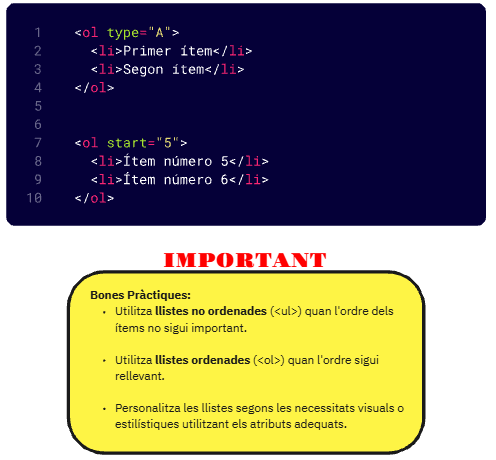 1 <ol type="A">
2 <li>Primer ítem</li>
3 <li>Segon ítem</li>
4 </ol>
5
6
7 <ol start="5">
8 <li>Ítem número 5</li>
9 <li>Ítem número 6</li>
10 </ol>
IMPORTANT
Bones Pràctiques:
• Utilitza llistes no ordenades (<ul>) quan l'ordre dels
ítems no sigui important.
• Utilitza llistes ordenades (<ol>) quan l'ordre sigui
rellevant.
• Personalitza les llistes segons les necessitats visuals o
estilístiques utilitzant els atributs adequats.